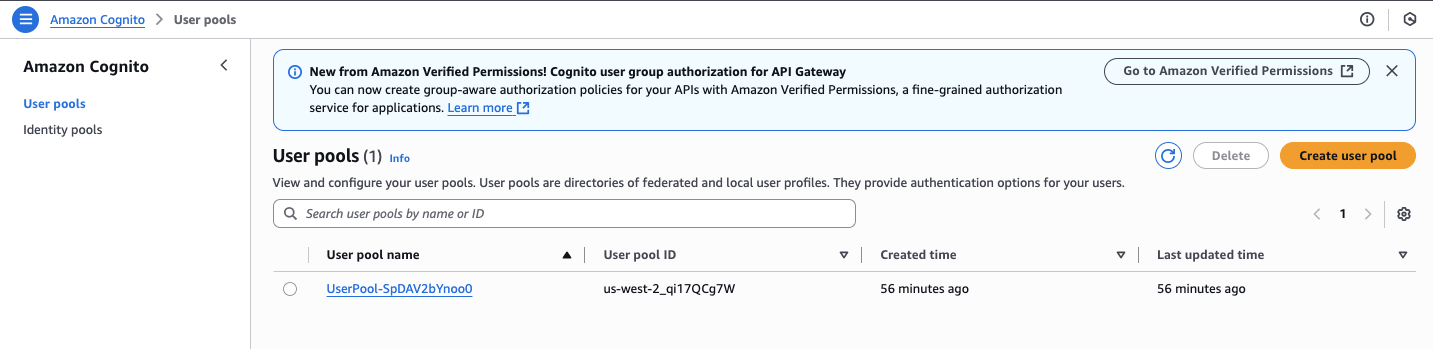 Amazon Cognito > User pools
Amazon Cognito
User pools
Identity pools
New from Amazon Verified Permissions! Cognito user group authorization for API Gateway
You can now create group-aware authorization policies for your APIs with Amazon Verified Permissions, a fine-grained authorization
service for applications. Learn more
Go to Amazon Verified Permissions
User pools (1) Info
Delete
Create user pool
View and configure your user pools. User pools are directories of federated and local user profiles. They provide authentication options for your users.
Search user pools by name or ID
1
User pool name User pool ID Created time Last updated time
UserPool-SpDAV2bYnoo0 us-west-2_qi17QCg7W 56 minutes ago 56 minutes ago